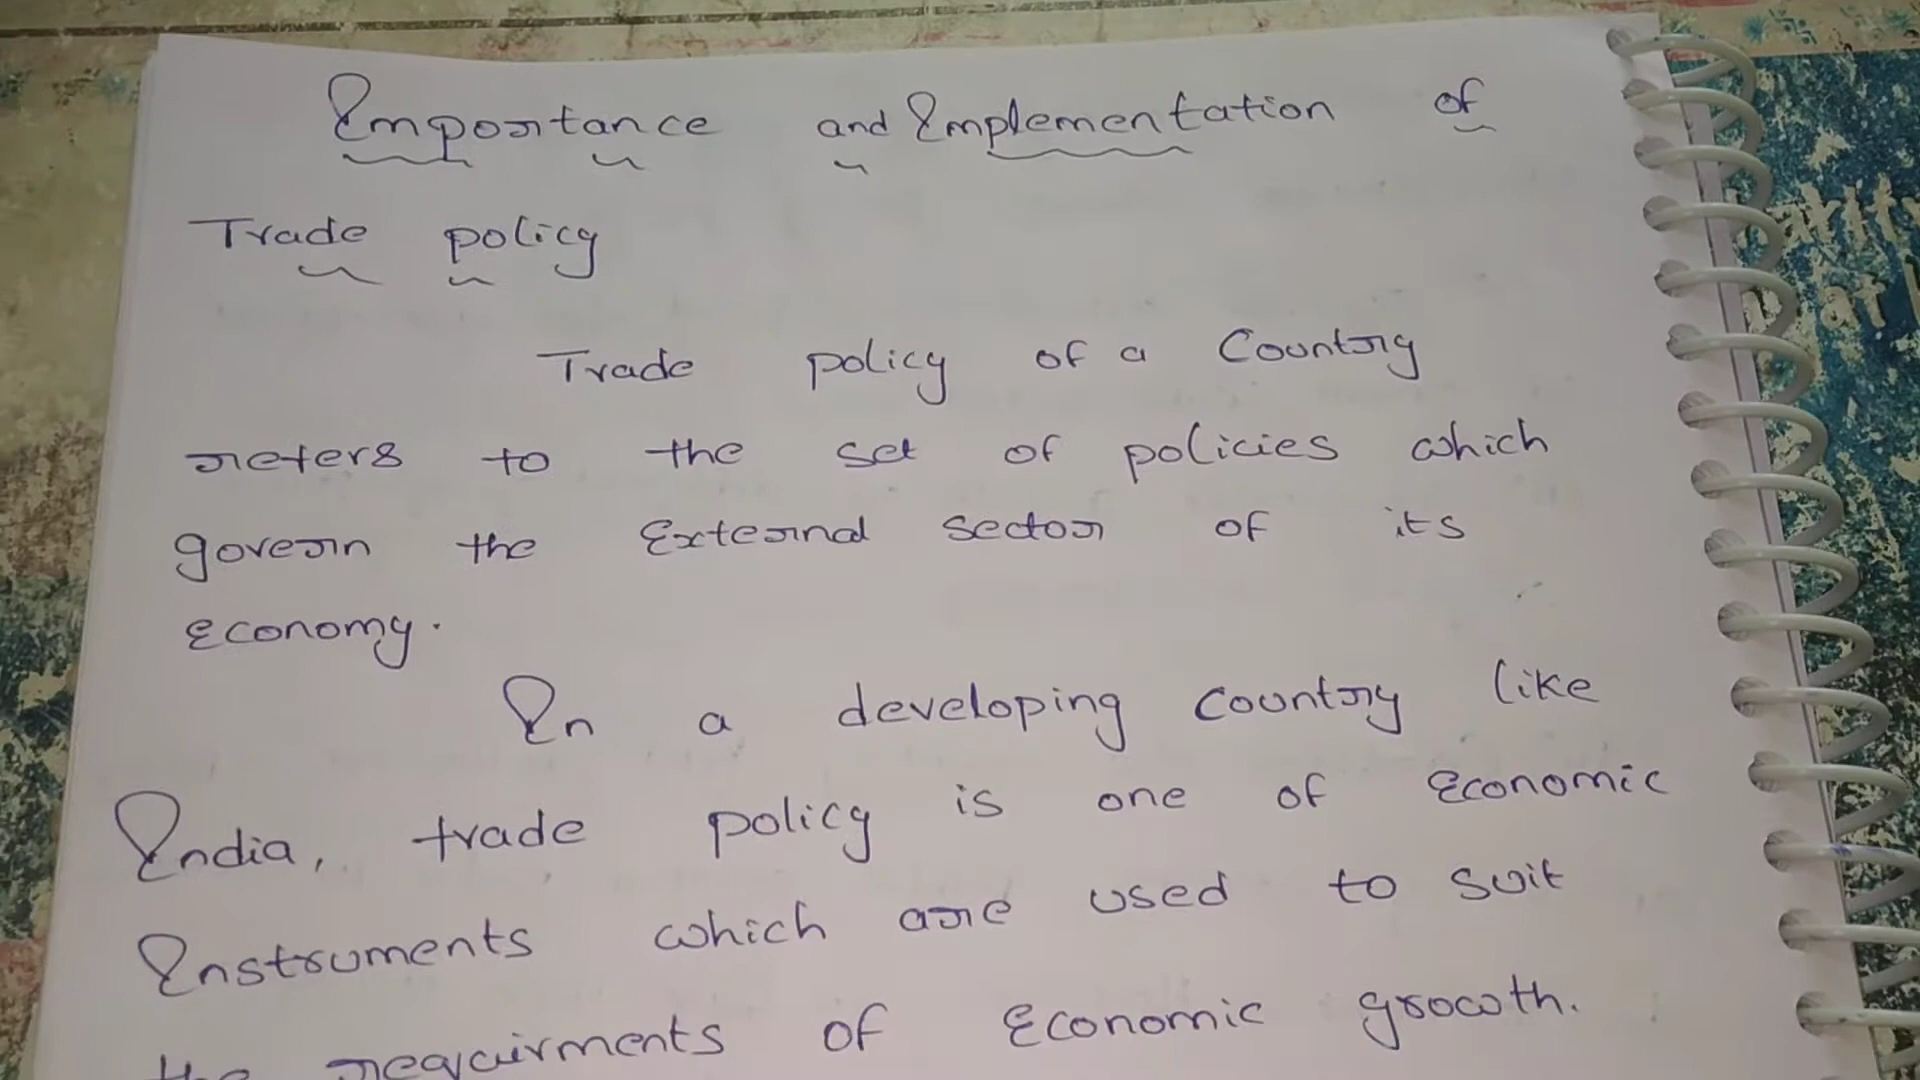 Importance and Implementation of
Trade policy
Trade policy of a Country
refers to the set of policies which
govern the External sector of its
Economy.
In a developing country like
India, trade policy is one of Economic
Instruments which are used to suit
the requirments of Economic growth.